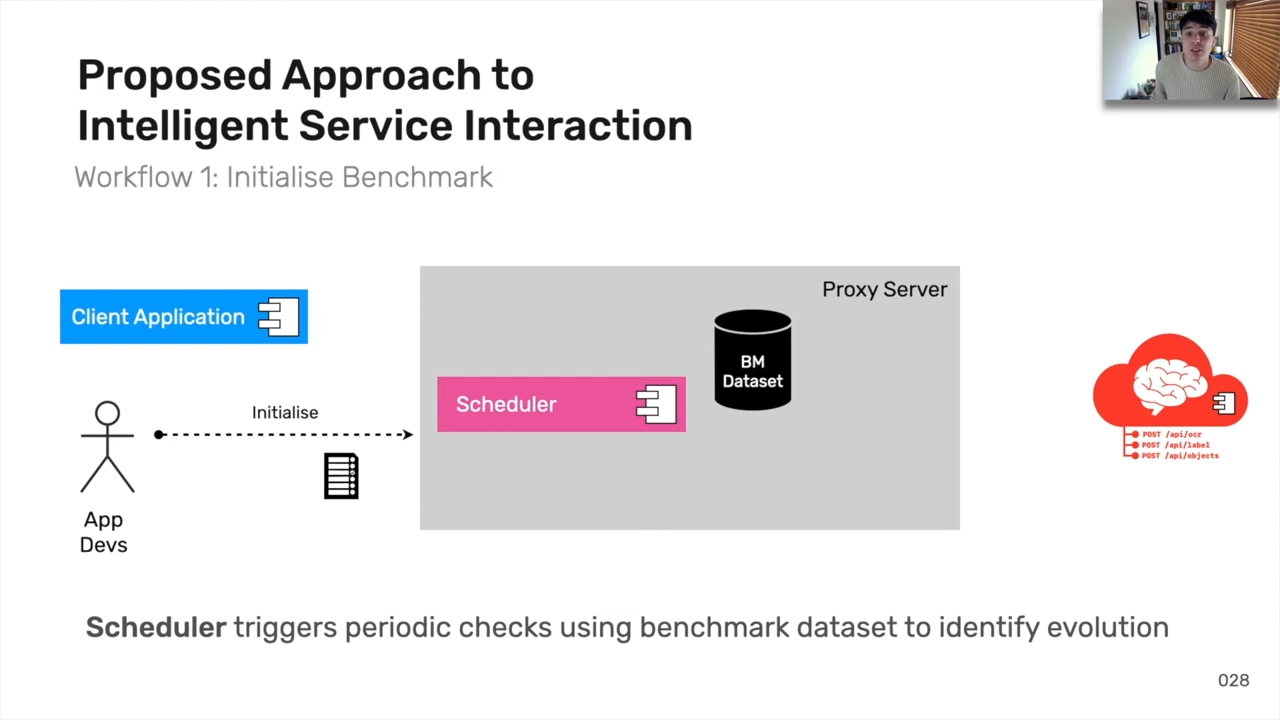 Proposed Approach to
Intelligent Service Interaction
Workflow 1: Initialise Benchmark
Proxy Server
Client Application
BM
Dataset
Scheduler
Initialise
POST /api/ocr
POST /api/label
POST /api/objects
App
Devs
Scheduler triggers periodic checks using benchmark dataset to identify evolution
028